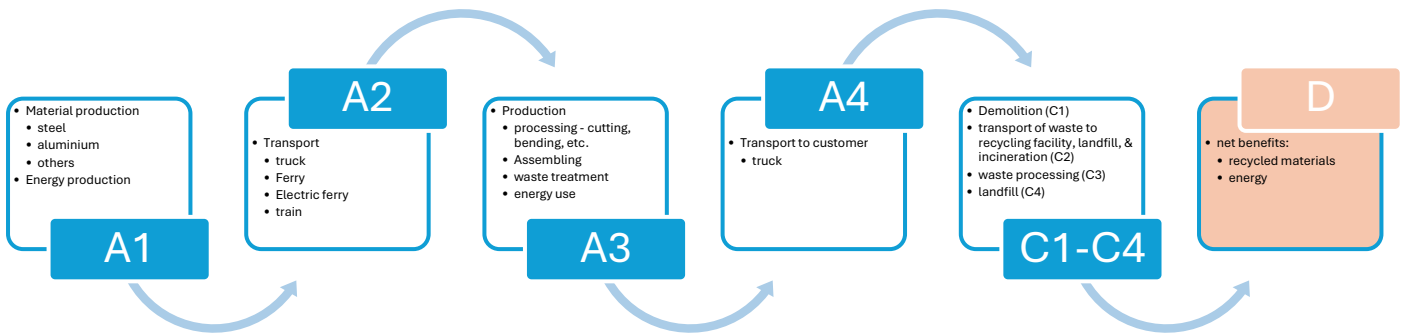 • Material production
• steel
• aluminium
• others
• Energy production
A1
A2
• Transport
• truck
• Ferry
• Electric ferry
• train
• Production
• processing - cutting,
bending, etc.
• Assembling
• waste treatment
• energy use
A3
A4
• Transport to customer
• truck
• Demolition (C1)
• transport of waste to
recycling facility, landfill, &
incineration (C2)
• waste processing (C3)
• landfill (C4)
C1-C4
D
• net benefits:
• recycled materials
• energy